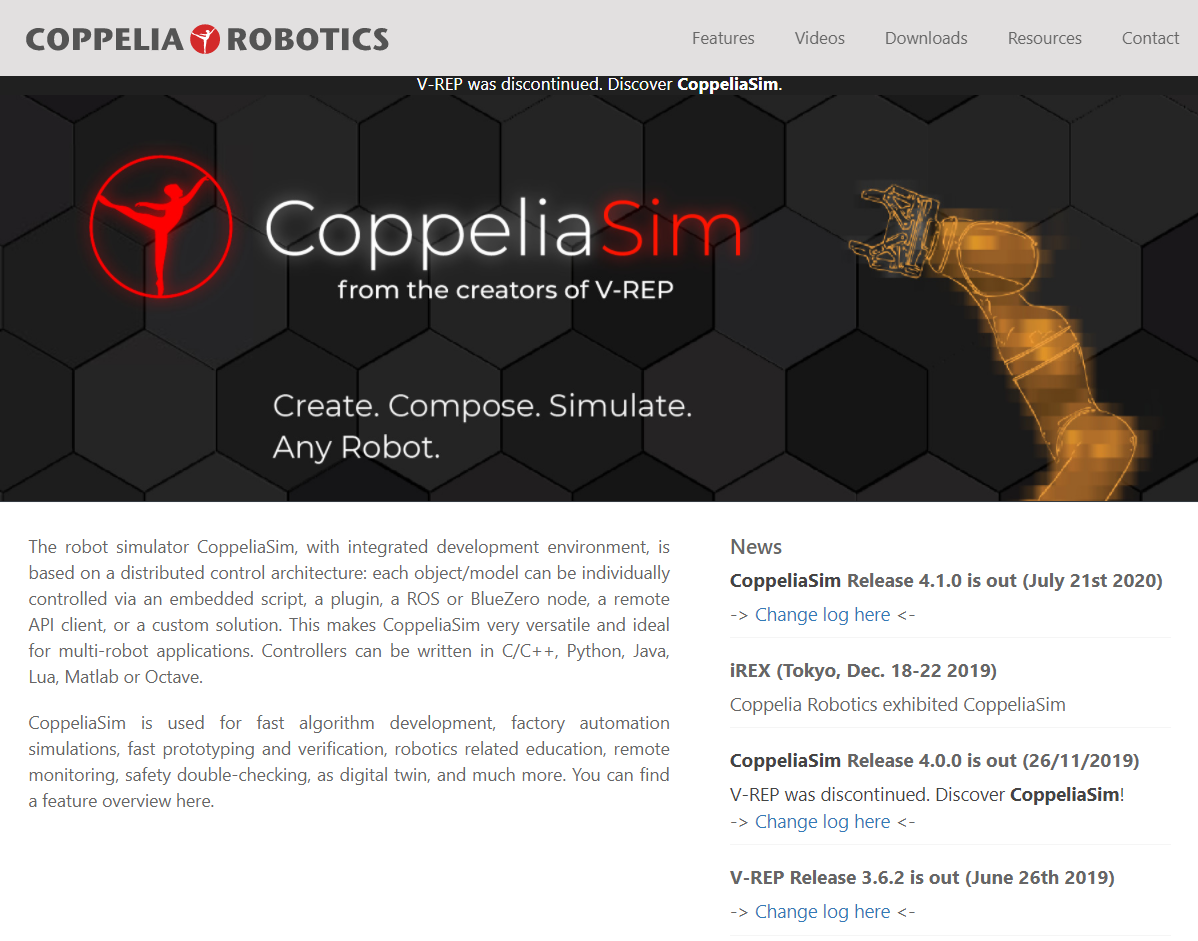 COPPELIA ROBOTICS
Features Videos Downloads Resources Contact
V-REP was discontinued. Discover CoppeliaSim.
CoppeliaSim
from the creators of V-REP
Create. Compose. Simulate.
Any Robot.
The robot simulator CoppeliaSim, with integrated development environment, is
based on a distributed control architecture: each object/model can be individually
controlled via an embedded script, a plugin, a ROS or BlueZero node, a remote
API client, or a custom solution. This makes CoppeliaSim very versatile and ideal
for multi-robot applications. Controllers can be written in C/C++, Python, Java,
Lua, Matlab or Octave.
CoppeliaSim is used for fast algorithm development, factory automation
simulations, fast prototyping and verification, robotics related education, remote
monitoring, safety double-checking, as digital twin, and much more. You can find
a feature overview here.
News
CoppeliaSim Release 4.1.0 is out (July 21st 2020)
-> Change log here <-
iREX (Tokyo, Dec. 18-22 2019)
Coppelia Robotics exhibited CoppeliaSim
CoppeliaSim Release 4.0.0 is out (26/11/2019)
V-REP was discontinued. Discover CoppeliaSim!
-> Change log here <-
V-REP Release 3.6.2 is out (June 26th 2019)
-> Change log here <-